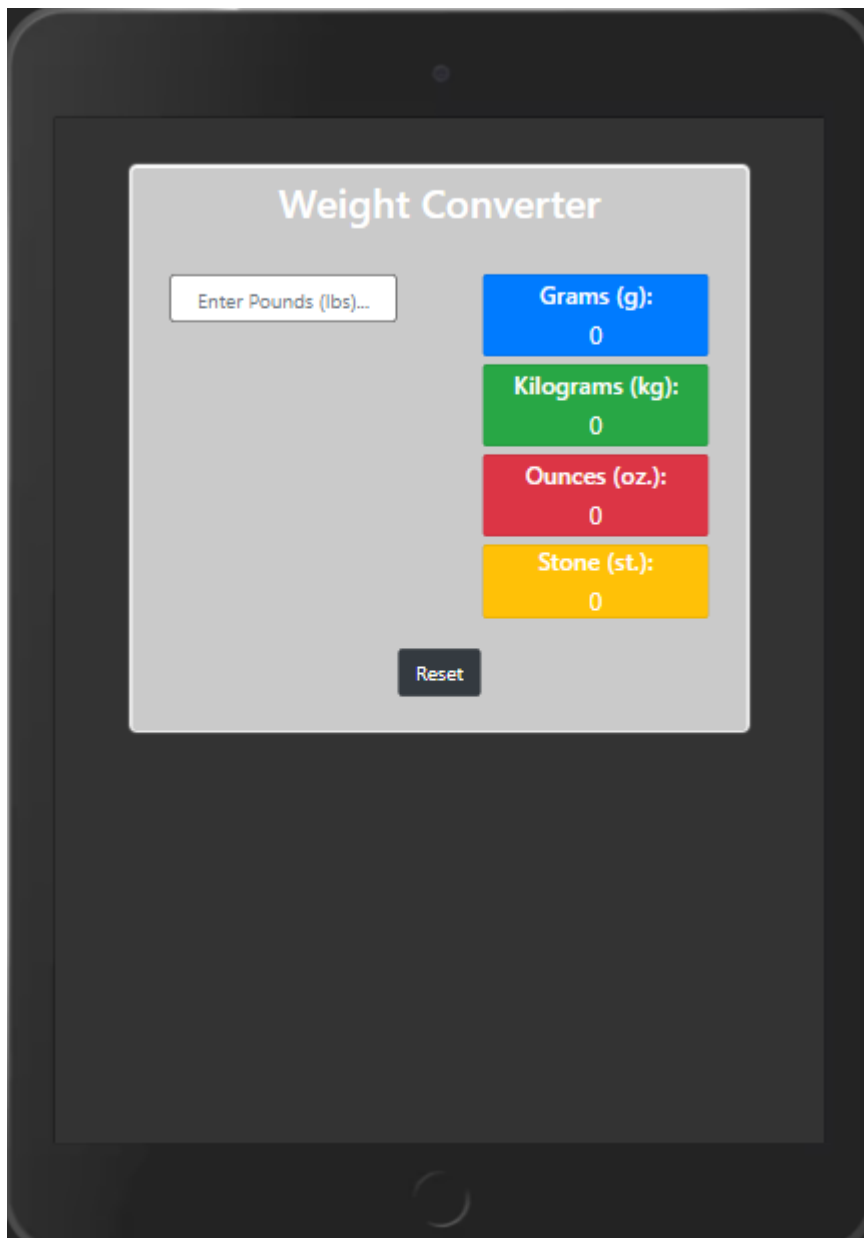 Weight Converter
Enter Pounds (lbs)...
Grams (g):
0
Kilograms (kg):
0
Ounces (oz.):
0
Stone (st.):
0
Reset